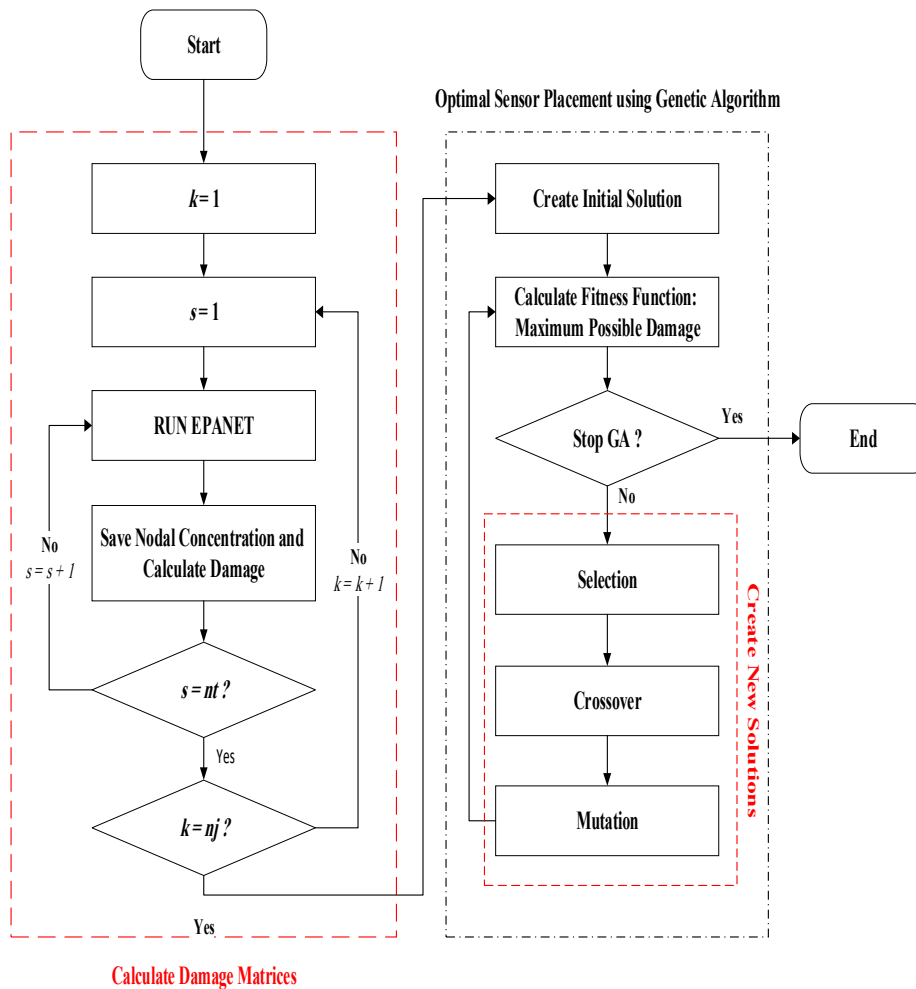 Start
k = 1
s = 1
RUN EPANET
Save Nodal Concentration and
Calculate Damage
No
s = s + 1
No
k = k + 1
s = nt ?
Yes
k = nj ?
Yes
Calculate Damage Matrices
Optimal Sensor Placement using Genetic Algorithm
Create Initial Solution
Calculate Fitness Function:
Maximum Possible Damage
Stop GA ?
Yes
End
No
Selection
Crossover
Mutation
Create New Solutions